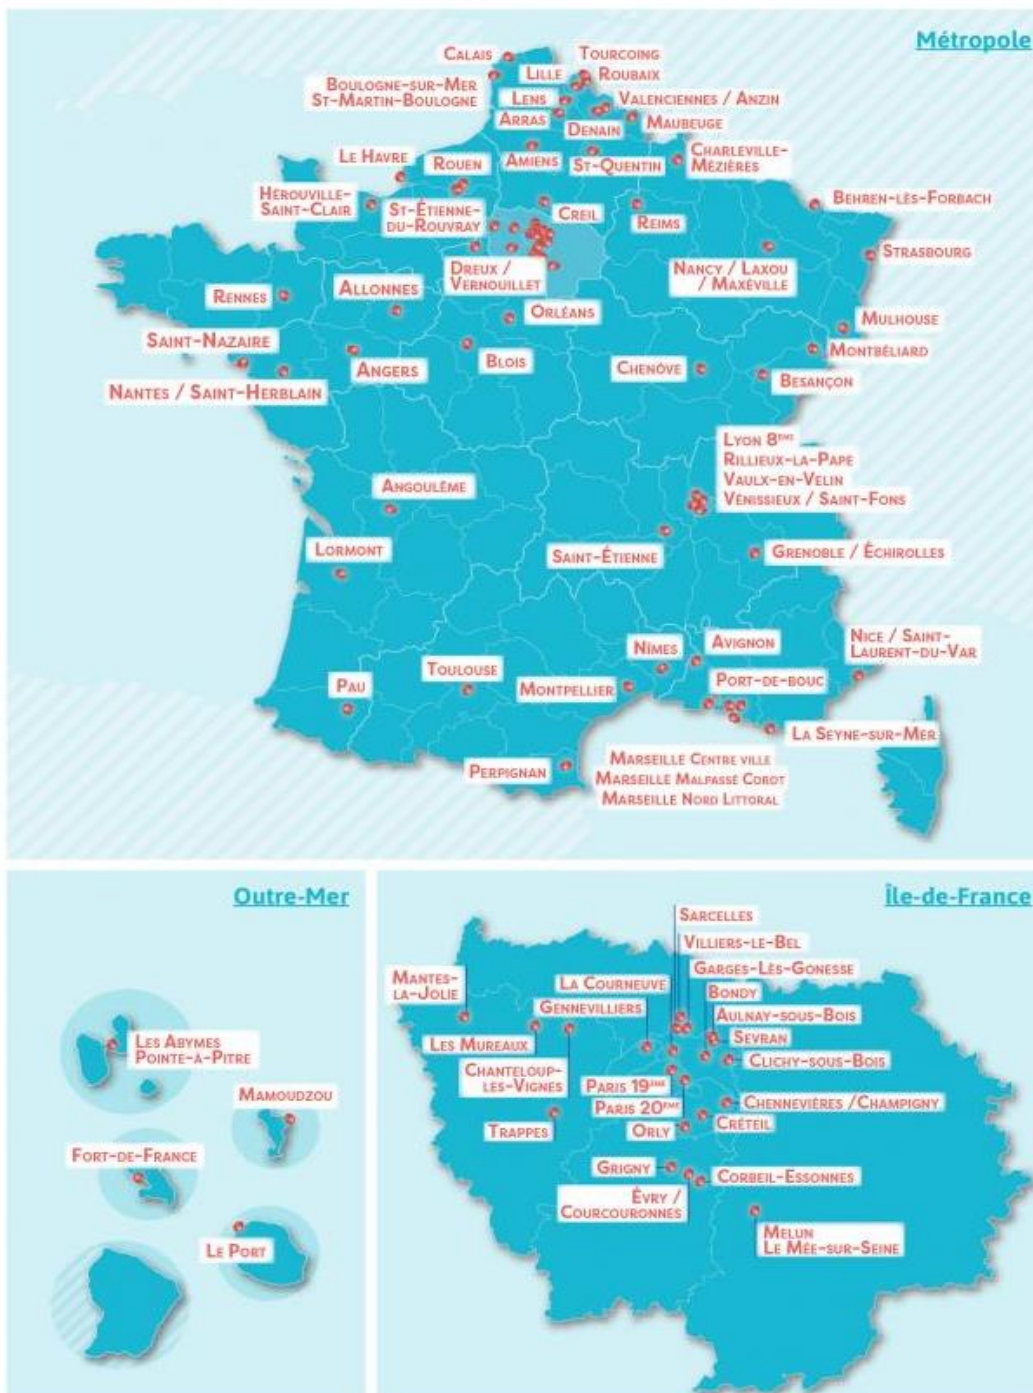 Métropole
Calais
Tourcoing
Boulogne-sur-Mer
St-Martin-Boulogne
Lille
Roubaix
Lens
Valenciennes / Anzin
Arras
Denain
Maubeuge
Le Havre
Rouen
Amiens
St-Quentin
Charleville-
Mézières
Hérouville-
Saint-Clair
St-Étienne-
du-Rouvray
Creil
Reims
Behren-lès-Forbach
Strasbourg
Dreux /
Vernouillet
Nancy / Laxou
/ Maxéville
Rennes
Allonnes
Orléans
Mulhouse
Saint-Nazaire
Montbéliard
Angers
Blois
Chenôve
Besançon
Nantes / Saint-Herblain
Lyon 8ème
Rillieux-la-Pape
Vaulx-en-Velin
Vénissieux / Saint-Fons
Angoulême
Lormont
Saint-Étienne
Grenoble / Échirolles
Nîmes
Avignon
Nice / Saint-
Laurent-du-Var
Toulouse
Pau
Montpellier
Port-de-bouc
La Seyne-sur-Mer
Perpignan
Marseille Centre ville
Marseille Malpassé Corot
Marseille Nord Littoral
Outre-Mer
Les Abymes
Pointe-à-Pitre
Mamoudzou
Fort-de-France
Le Port
Île-de-France
Sarcelles
Villiers-le-Bel
Garges-Lès-Gonesse
Mantes-
la-Jolie
La Courneuve
Bondy
Gennevilliers
Aulnay-sous-Bois
Les Mureaux
Sevran
Clichy-sous-Bois
Chanteloup-
les-Vignes
Paris 19ème
Paris 20ème
Chennevières /Champigny
Trappes
Orly
Créteil
Grigny
Corbeil-Essonnes
Évry /
Courcouronnes
Melun
Le Mée-sur-Seine